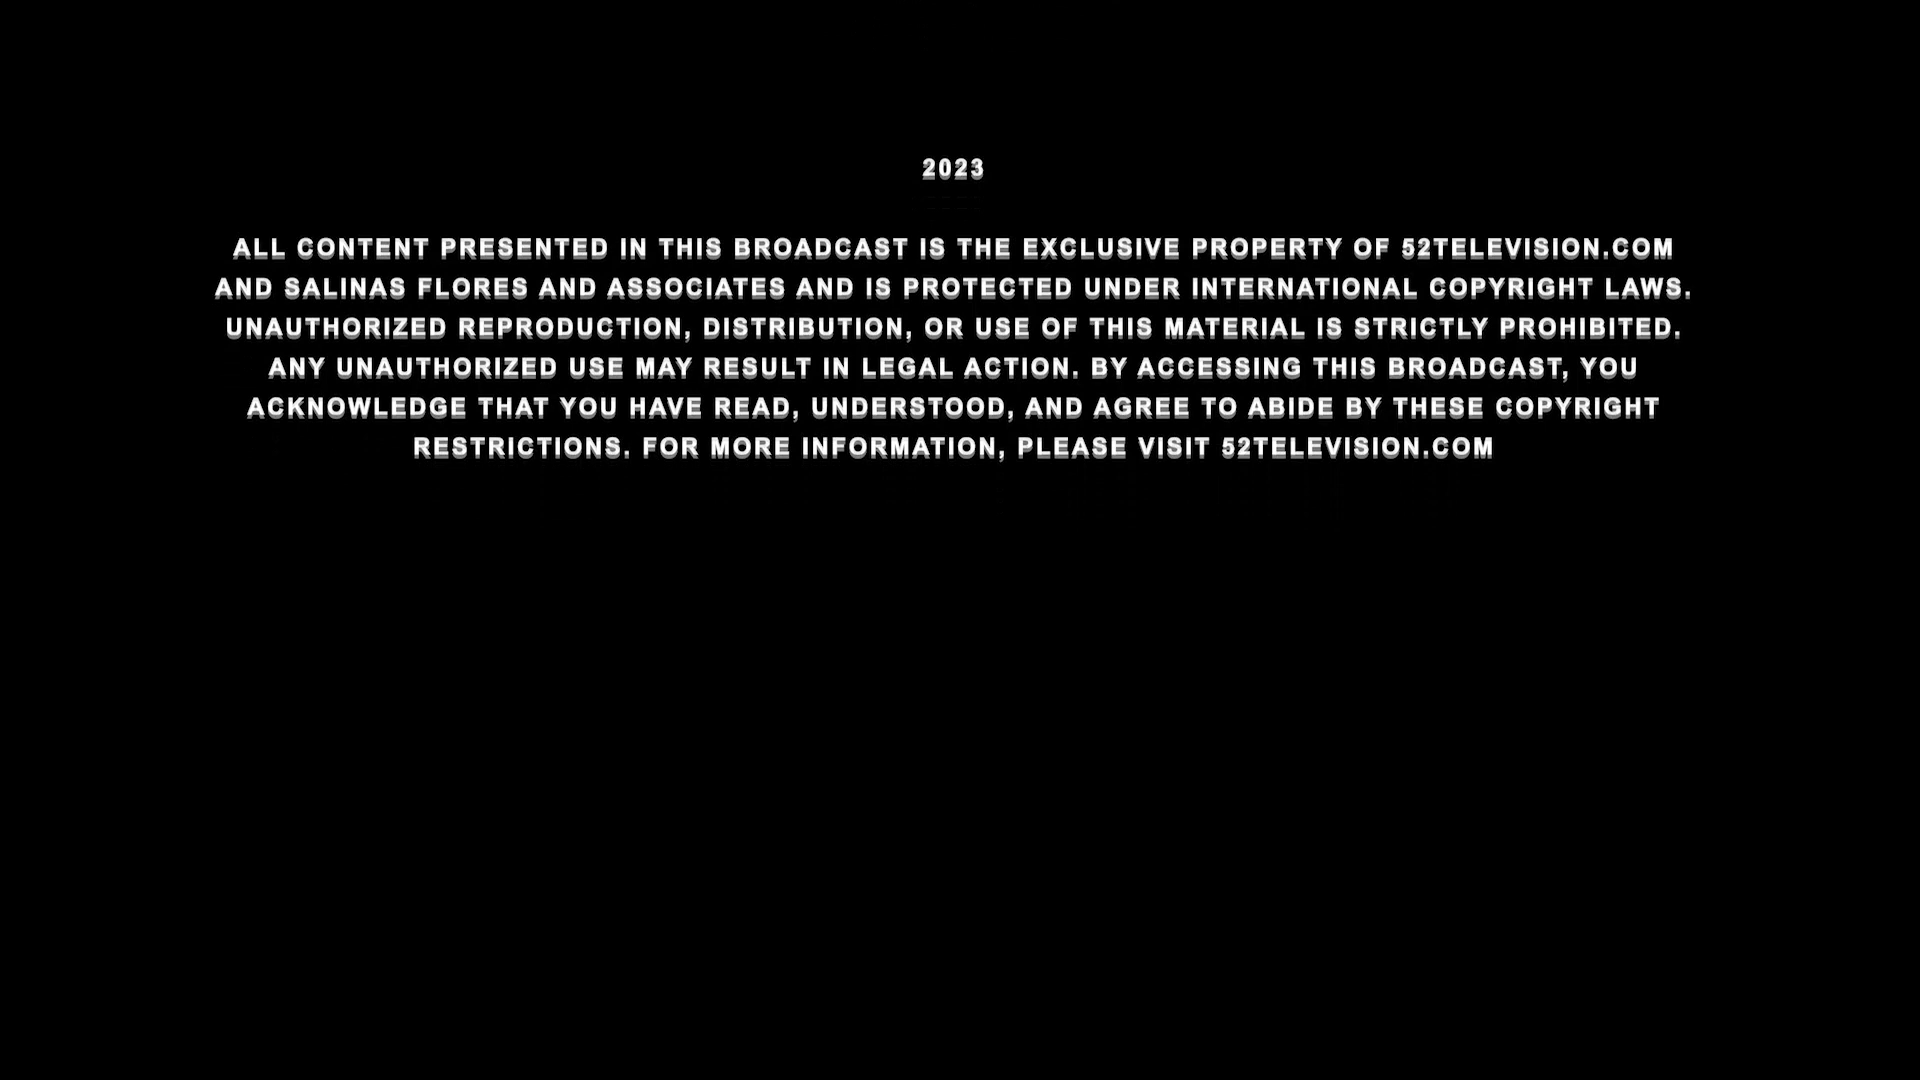 2023
ALL CONTENT PRESENTED IN THIS BROADCAST IS THE EXCLUSIVE PROPERTY OF 52TELEVISION.COM
AND SALINAS FLORES AND ASSOCIATES AND IS PROTECTED UNDER INTERNATIONAL COPYRIGHT LAWS.
UNAUTHORIZED REPRODUCTION, DISTRIBUTION, OR USE OF THIS MATERIAL IS STRICTLY PROHIBITED.
ANY UNAUTHORIZED USE MAY RESULT IN LEGAL ACTION. BY ACCESSING THIS BROADCAST, YOU
ACKNOWLEDGE THAT YOU HAVE READ, UNDERSTOOD, AND AGREE TO ABIDE BY THESE COPYRIGHT
RESTRICTIONS. FOR MORE INFORMATION, PLEASE VISIT 52TELEVISION.COM